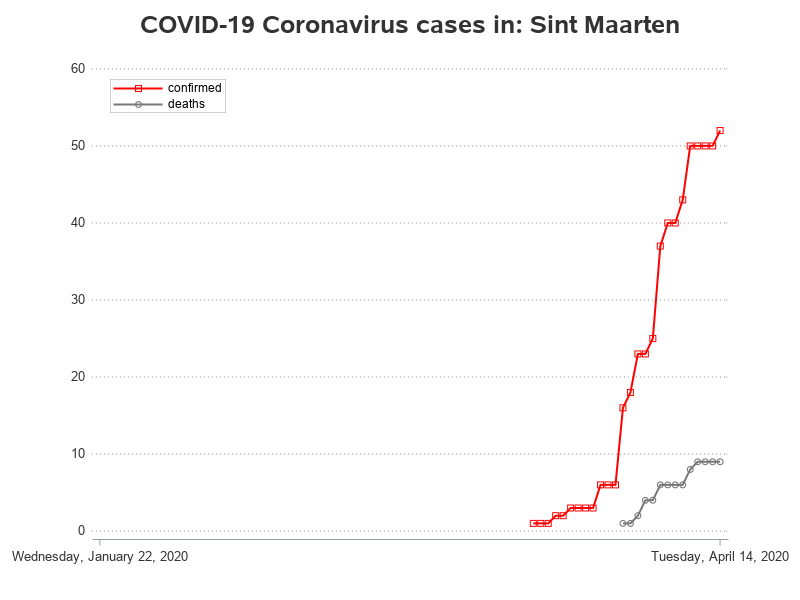 COVID-19 Coronavirus cases in: Sint Maarten
60
confirmed
deaths
50
40
30
20
10
0
Wednesday, January 22, 2020 Tuesday, April 14, 2020